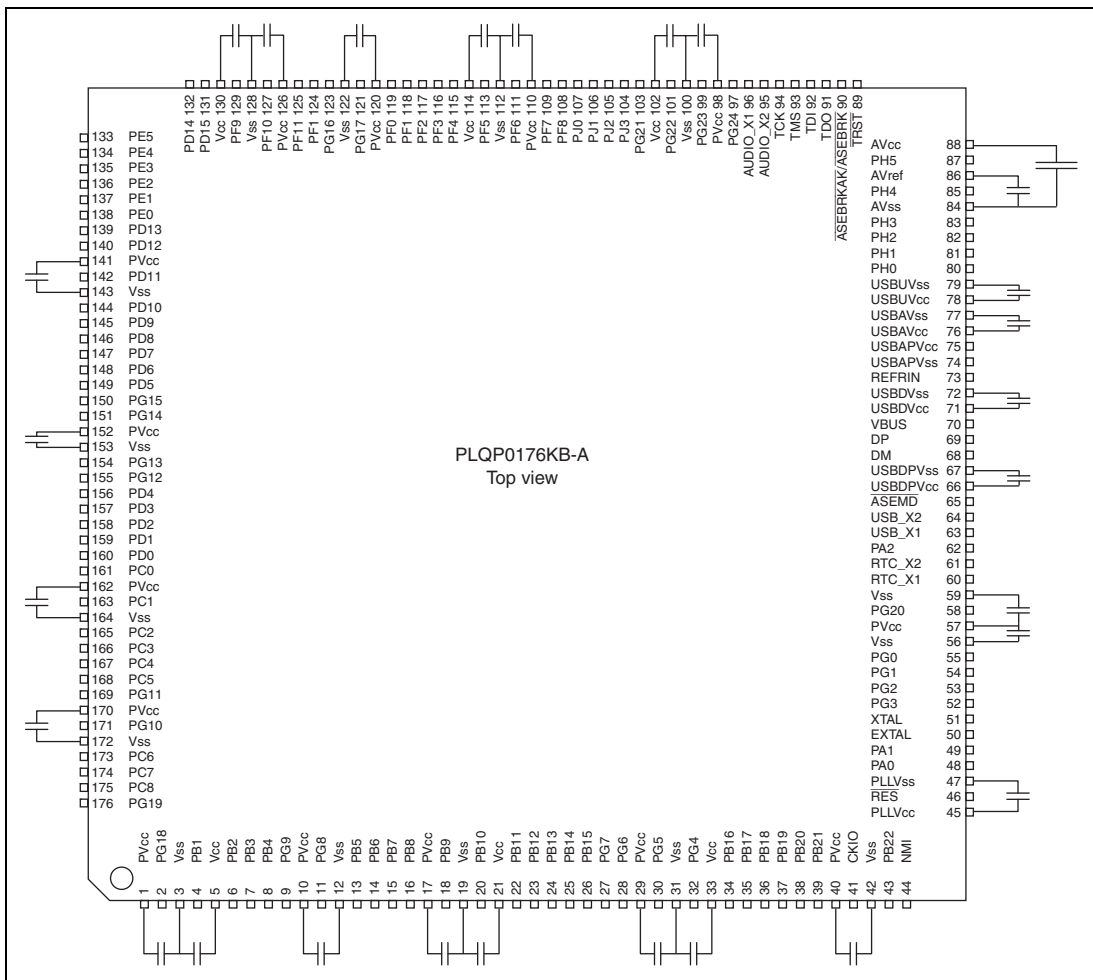 PD14 132
PD15 131
Vcc 130
PF9 129
Vss 128
PF10 127
PVcc 126
PF11 125
PF1 124
PG16 123
Vss 122
PG17 121
PVcc 120
PF0 119
PF1 118
PF2 117
PF3 116
PF4 115
Vcc 114
PF5 113
Vss 112
PF6 111
PVcc 110
PF7 109
PF8 108
PJ0 107
PJ1 106
PJ2 105
PJ3 104
PG21 103
Vcc 102
PG22 101
Vss 100
PG23 99
PVcc 98
PG24 97
AUDIO_X1 96
AUDIO_X2 95
TCK 94
TMS 93
TDI 92
TDO 91
ASEBRKAK/ASEBRK 90
TRST 89
133 PE5
134 PE4
135 PE3
136 PE2
137 PE1
138 PE0
139 PD13
140 PD12
141 PVcc
142 PD11
143 Vss
144 PD10
145 PD9
146 PD8
147 PD7
148 PD6
149 PD5
150 PG15
151 PG14
152 PVcc
153 Vss
154 PG13
155 PG12
156 PD4
157 PD3
158 PD2
159 PD1
160 PD0
161 PC0
162 PVcc
163 PC1
164 Vss
165 PC2
166 PC3
167 PC4
168 PC5
169 PG11
170 PVcc
171 PG10
172 Vss
173 PC6
174 PC7
175 PC8
176 PG19
PLQP0176KB-A
Top view
AVcc 88
PH5 87
AVref 86
PH4 85
AVss 84
PH3 83
PH2 82
PH1 81
PH0 80
USBUVss 79
USBUVcc 78
USBAVss 77
USBAVcc 76
USBAPVcc 75
USBAPVss 74
REFRIN 73
USBDVss 72
USBDVcc 71
VBUS 70
DP 69
DM 68
USBDPVss 67
USBDPVcc 66
ASEMD 65
USB_X2 64
USB_X1 63
PA2 62
RTC_X2 61
RTC_X1 60
Vss 59
PG20 58
PVcc 57
Vss 56
PG0 55
PG1 54
PG2 53
PG3 52
XTAL 51
EXTAL 50
PA1 49
PA0 48
PLLVss 47
RES 46
PLLVcc 45
1 PVcc
2 PG18
3 Vss
4 PB1
5 Vcc
6 PB2
7 PB3
8 PB4
9 PG9
10 PVcc
11 PG8
12 Vss
13 PB5
14 PB6
15 PB7
16 PB8
17 PVcc
18 PB9
19 Vss
20 PB10
21 Vcc
22 PB11
23 PB12
24 PB13
25 PB14
26 PB15
27 PG7
28 PG6
29 PVcc
30 PG5
31 Vss
32 PG4
33 Vcc
34 PB16
35 PB17
36 PB18
37 PB19
38 PB20
39 PB21
40 PVcc
41 CKIO
42 Vss
43 PB22
44 NMI